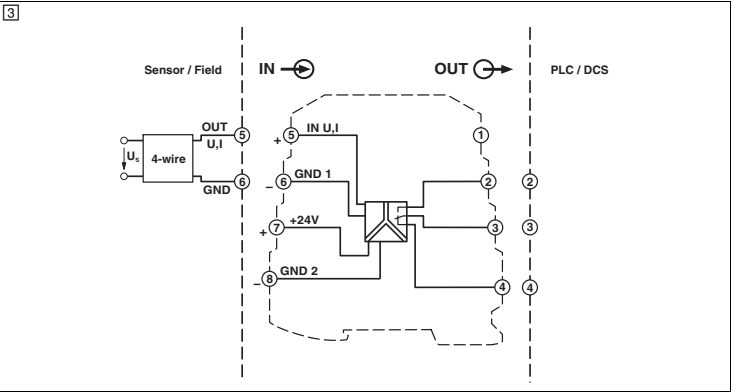 3
Sensor / Field
IN
OUT
PLC / DCS
OUT
U,I
GND
4-wire
Us
5
6
+ 5 IN U,I
– 6 GND 1
+ 7 +24V
– 8 GND 2
1
2
3
4
2
3
4